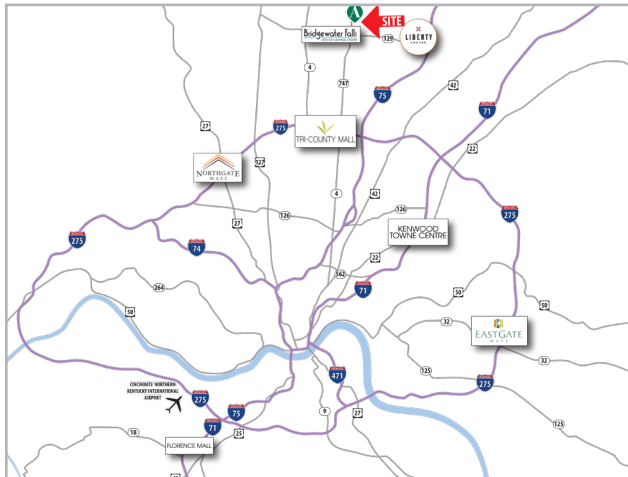 A
SITE
Bridgewater Falls
129
X
LIBERTY
CENTER
4
747
75
42
71
27
275
TRI-COUNTY MALL
22
127
NORTHGATE
MALL
4
42
27
126
126
275
275
74
KENWOOD
TOWNE CENTRE
22
562
264
71
50
50
50
32
EASTGATE
MALL
32
471
125
275
CINCINNATI/ NORTHERN
KENTUCKY INTERNATIONAL
AIRPORT
275
75
9
27
71
25
18
125
FLORENCE MALL